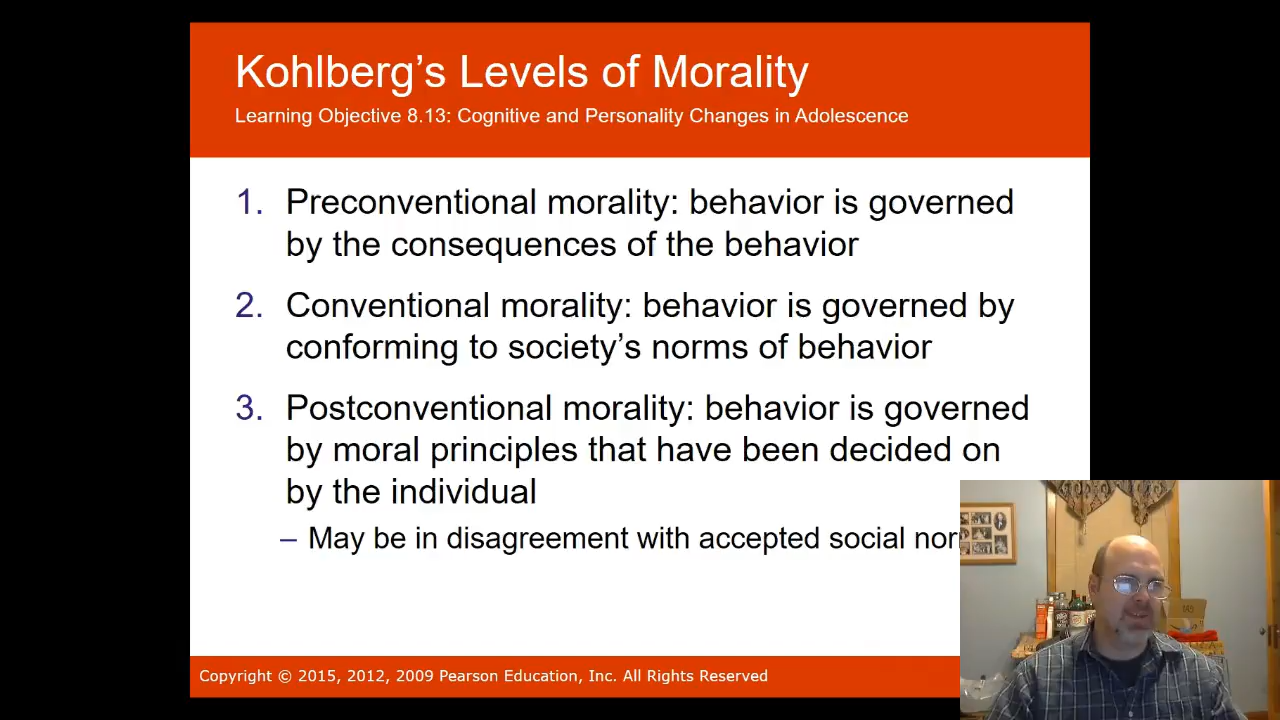 Kohlberg's Levels of Morality
Learning Objective 8.13: Cognitive and Personality Changes in Adolescence
1. Preconventional morality: behavior is governed
by the consequences of the behavior
2. Conventional morality: behavior is governed by
conforming to society's norms of behavior
3. Postconventional morality: behavior is governed
by moral principles that have been decided on
by the individual
– May be in disagreement with accepted social
Copyright © 2015, 2012, 2009 Pearson Education, Inc. All Rights Reserved